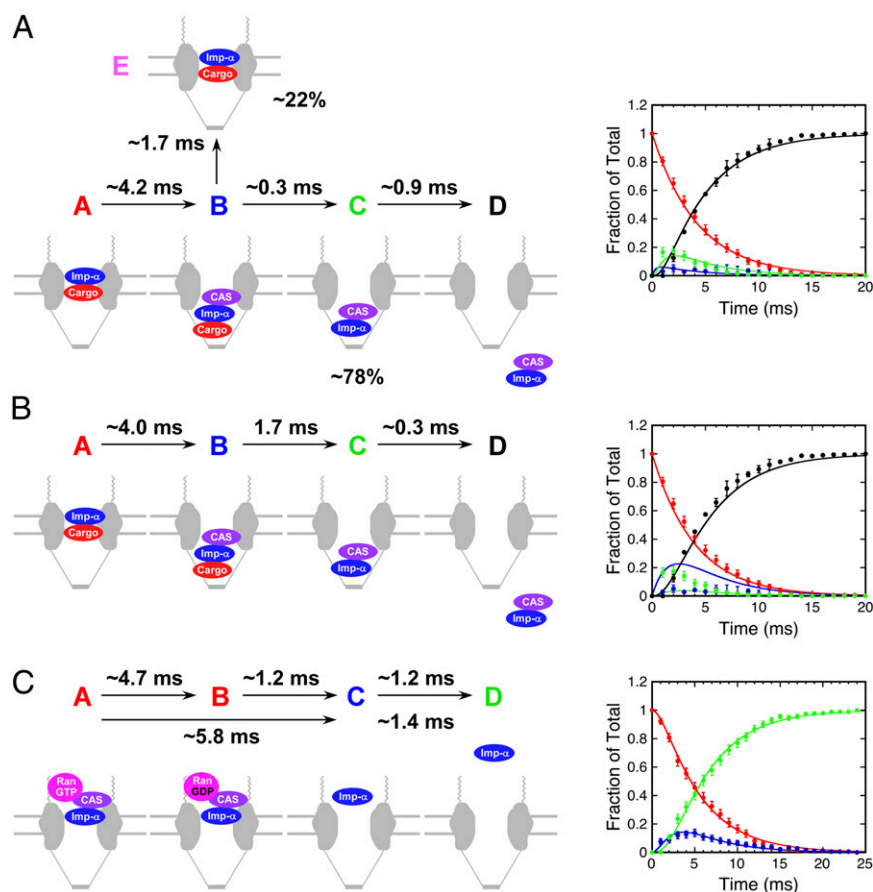 A
E
Imp-α
Cargo
~22%
~1.7 ms
~4.2 ms
~0.3 ms
~0.9 ms
A
B
C
D
Imp-α
Cargo
CAS
Imp-α
Cargo
CAS
Imp-α
CAS
Imp-α
~78%
1.2
1
0.8
0.6
0.4
0.2
0
Fraction of Total
0
5
10
15
20
Time (ms)
B
~4.0 ms
1.7 ms
~0.3 ms
A
B
C
D
Imp-α
Cargo
CAS
Imp-α
Cargo
CAS
Imp-α
CAS
Imp-α
1.2
1
0.8
0.6
0.4
0.2
0
Fraction of Total
0
5
10
15
20
Time (ms)
C
~4.7 ms
~1.2 ms
~1.2 ms
A
B
C
D
~5.8 ms
~1.4 ms
Ran
GTP
CAS
Imp-α
Ran
GDP
CAS
Imp-α
Imp-α
Imp-α
1.2
1
0.8
0.6
0.4
0.2
0
Fraction of Total
0
5
10
15
20
25
Time (ms)